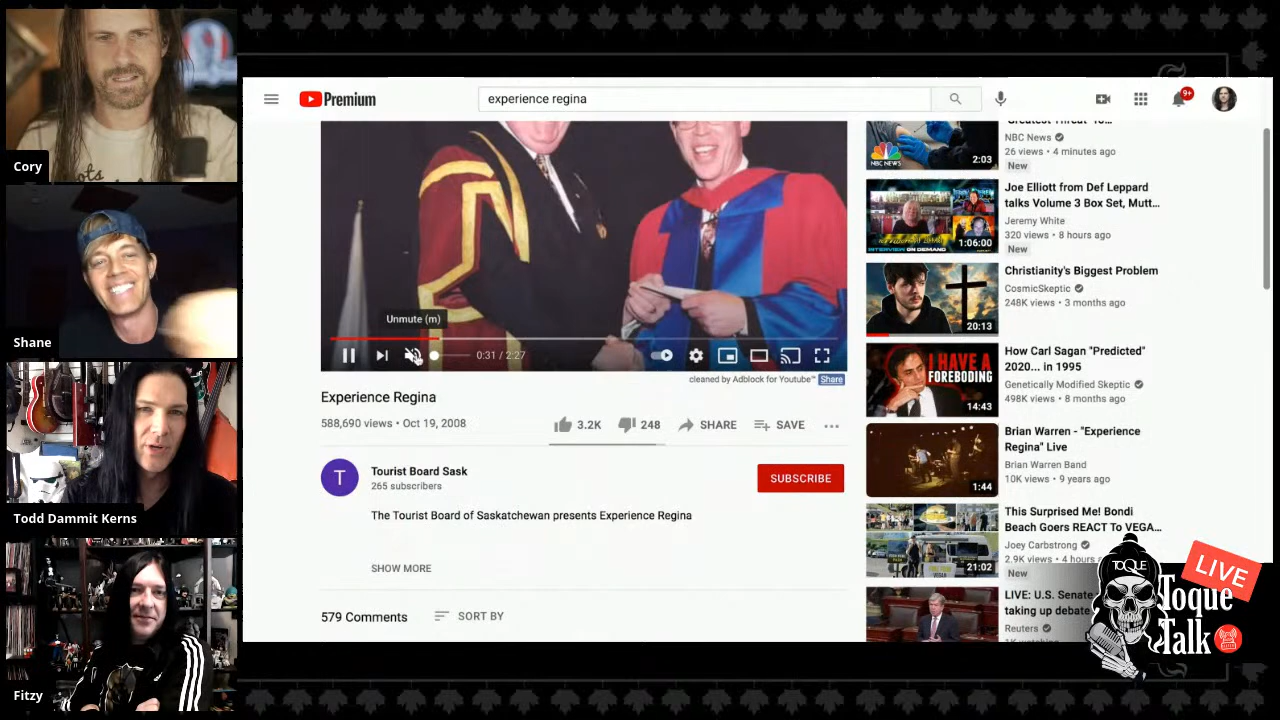 Cory
Shane
Todd Dammit Kerns
Fitzy
Premium
experience regina
9+
Unmute (m)
0:31 / 2:27
cleaned by Adblock for Youtube™ Share
Experience Regina
588,690 views • Oct 19, 2008
3.2K
248
SHARE
SAVE
T
Tourist Board Sask
265 subscribers
SUBSCRIBE
The Tourist Board of Saskatchewan presents Experience Regina
SHOW MORE
579 Comments
SORT BY
NBC NEWS
2:03
NBC News
26 views • 4 minutes ago
New
INTERVIEW ON DEMAND
1:06:00
Joe Elliott from Def Leppard
talks Volume 3 Box Set, Mutt...
Jeremy White
320 views • 8 hours ago
New
20:13
Christianity's Biggest Problem
CosmicSkeptic
248K views • 3 months ago
I HAVE A
FOREBODING
14:43
How Carl Sagan "Predicted"
2020... in 1995
Genetically Modified Skeptic
498K views • 8 months ago
1:44
Brian Warren - "Experience
Regina" Live
Brian Warren Band
10K views • 9 years ago
21:02
This Surprised Me! Bondi
Beach Goers REACT To VEGA...
Joey Carbstrong
2.9K views • 4 hours
New
LIVE: U.S. Senate
taking up debate
Reuters
TOQUE
LIVE
Toque
Talk